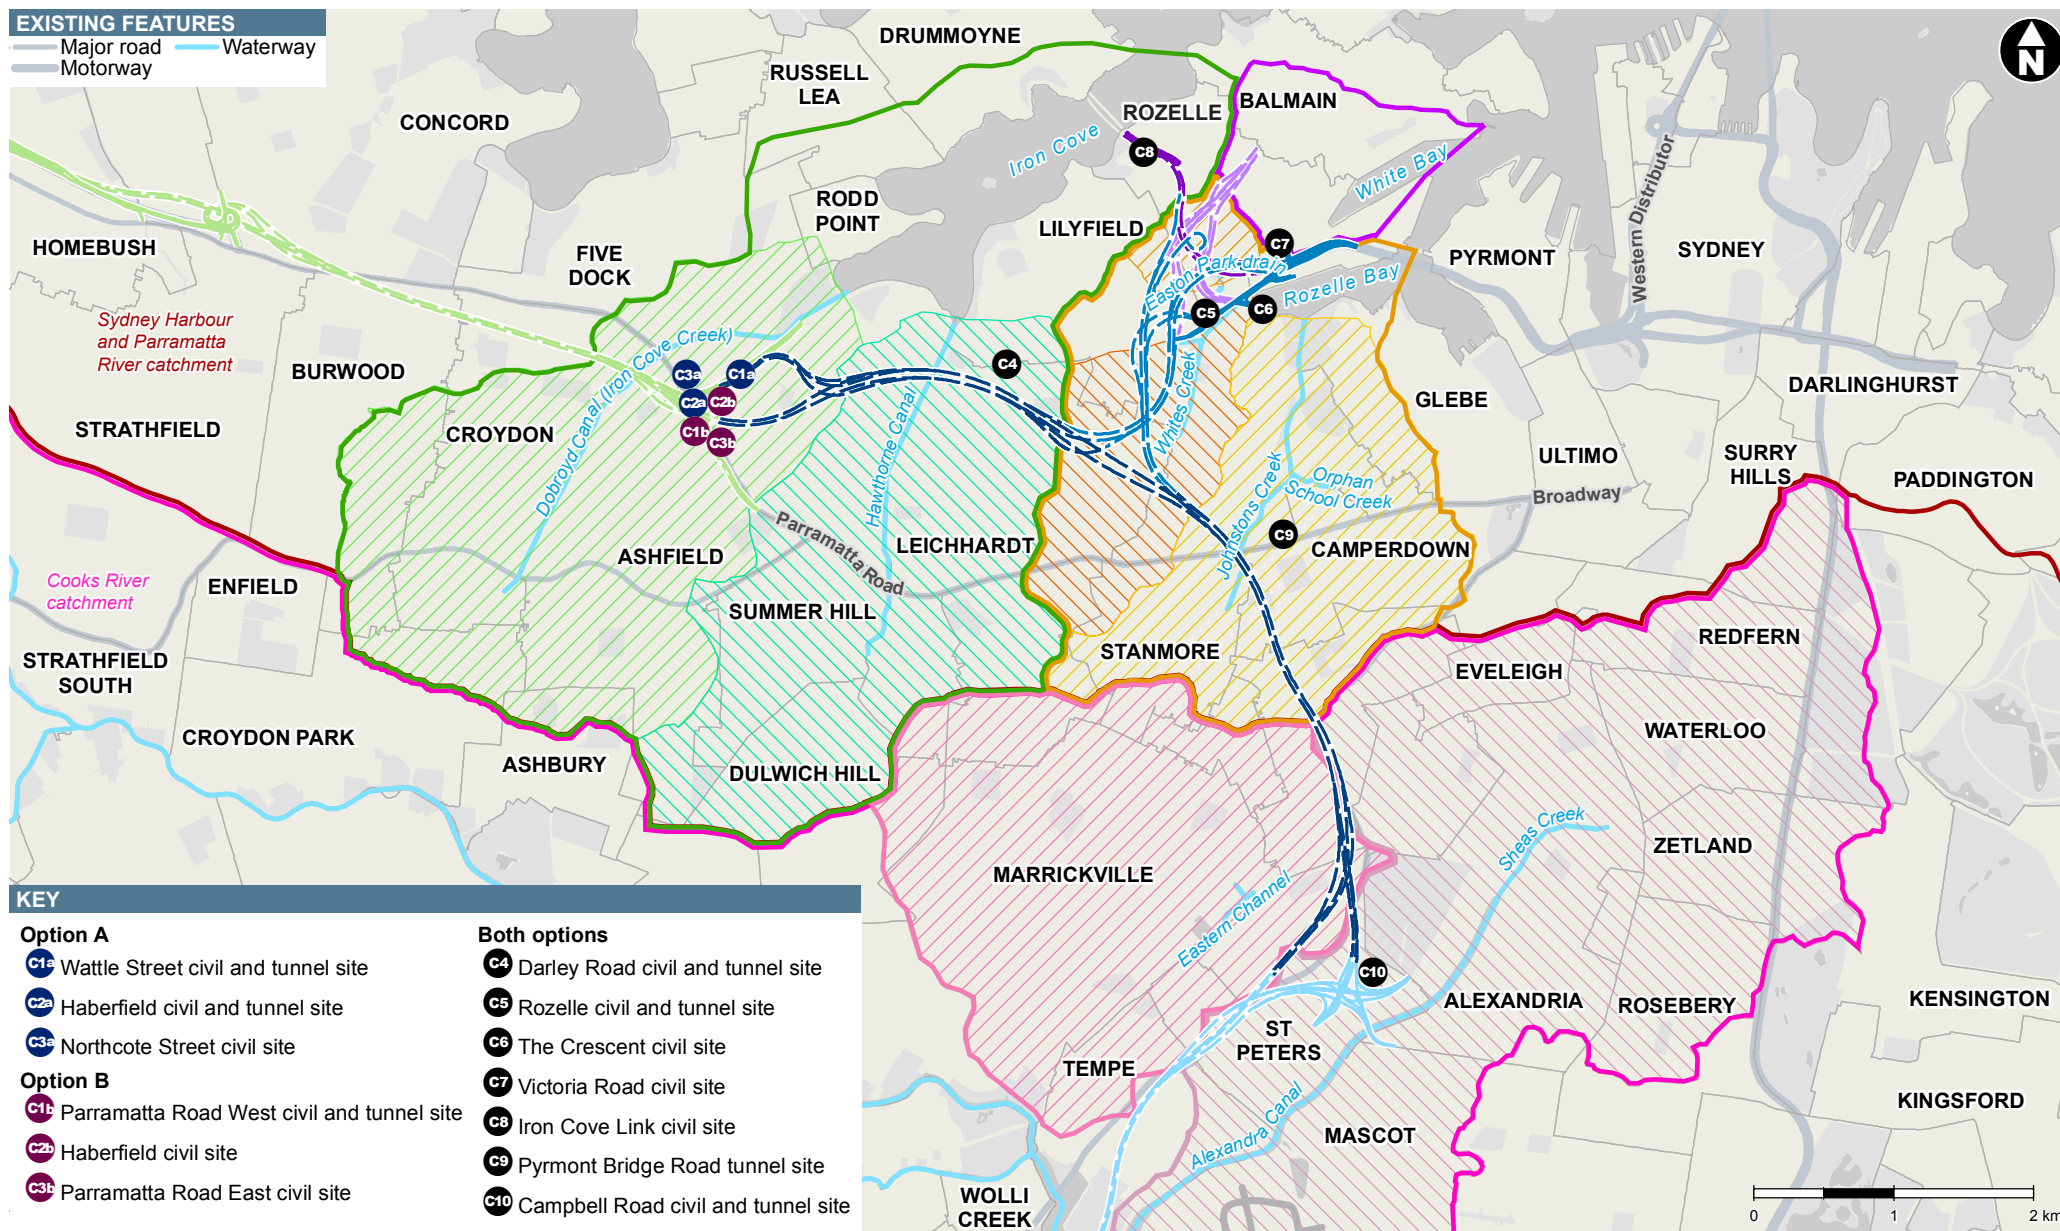 EXISTING FEATURES
Major road
Waterway
Motorway
N
DRUMMOYNE
RUSSELL
LEA
BALMAIN
ROZELLE
CONCORD
Iron Cove
C8
White Bay
Western Distributor
RODD
POINT
LILYFIELD
HOMEBUSH
FIVE
DOCK
C7
PYRMONT
SYDNEY
Easton Park drain
Rozelle Bay
C5
C6
Sydney Harbour
and Parramatta
River catchment
Dobroyd Canal (Iron Cove Creek)
BURWOOD
C3a
C1a
C4
C2a
C2b
C1b
C3b
DARLINGHURST
GLEBE
STRATHFIELD
CROYDON
Hawthorne Canal
Whites Creek
Johnstons Creek
Orphan
School Creek
ULTIMO
SURRY
HILLS
PADDINGTON
Broadway
Parramatta Road
C9
LEICHHARDT
CAMPERDOWN
ASHFIELD
Cooks River
catchment
ENFIELD
SUMMER HILL
REDFERN
STANMORE
EVELEIGH
STRATHFIELD
SOUTH
WATERLOO
CROYDON PARK
ASHBURY
DULWICH HILL
Sheas Creek
ZETLAND
MARRICKVILLE
Eastern Channel
C10
ALEXANDRIA
ROSEBERY
KENSINGTON
ST
PETERS
TEMPE
KINGSFORD
Alexandra Canal
MASCOT
WOLLI
CREEK
0 1 2 km
KEY
Option A
C1a Wattle Street civil and tunnel site
C2a Haberfield civil and tunnel site
C3a Northcote Street civil site
Option B
C1b Parramatta Road West civil and tunnel site
C2b Haberfield civil site
C3b Parramatta Road East civil site
Both options
C4 Darley Road civil and tunnel site
C5 Rozelle civil and tunnel site
C6 The Crescent civil site
C7 Victoria Road civil site
C8 Iron Cove Link civil site
C9 Pyrmont Bridge Road tunnel site
C10 Campbell Road civil and tunnel site